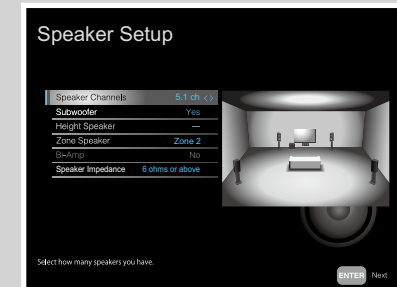 Speaker Setup
Speaker Channels 5.1 ch <>
Subwoofer Yes
Height Speaker —
Zone Speaker Zone 2
Bi-Amp No
Speaker Impedance 6 ohms or above
Select how many speakers you have.
ENTER Next